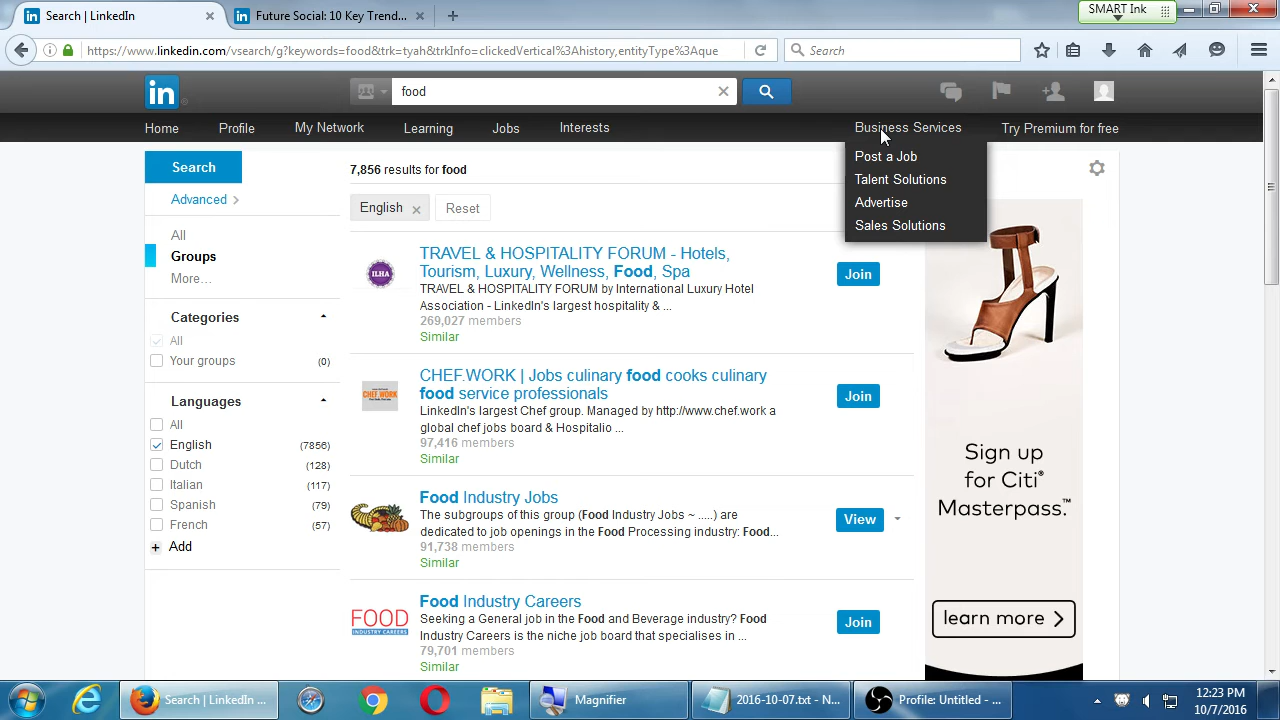 Search | LinkedIn
Future Social: 10 Key Trend...
SMART Ink
https://www.linkedin.com/vsearch/g?keywords=food&trk=tyah&trkInfo=clickedVertical%3Ahistory,entityType%3Aque
Search
in
food
Home
Profile
My Network
Learning
Jobs
Interests
Business Services
Try Premium for free
Post a Job
Talent Solutions
Advertise
Sales Solutions
Search
Advanced
All
Groups
More...
Categories
All
Your groups (0)
Languages
All
English (7856)
Dutch (128)
Italian (117)
Spanish (79)
French (57)
+ Add
7,856 results for food
English
Reset
ILHA
TRAVEL & HOSPITALITY FORUM - Hotels,
Tourism, Luxury, Wellness, Food, Spa
TRAVEL & HOSPITALITY FORUM by International Luxury Hotel
Association - LinkedIn's largest hospitality & ...
269,027 members
Similar
Join
CHEF.WORK
CHEF.WORK | Jobs culinary food cooks culinary
food service professionals
LinkedIn's largest Chef group. Managed by http://www.chef.work a
global chef jobs board & Hospitalio ...
97,416 members
Similar
Join
Food Industry Jobs
The subgroups of this group (Food Industry Jobs ~ .....) are
dedicated to job openings in the Food Processing industry: Food...
91,738 members
Similar
View
FOOD
INDUSTRY CAREERS
Food Industry Careers
Seeking a General job in the Food and Beverage industry? Food
Industry Careers is the niche job board that specialises in ...
79,701 members
Similar
Join
Sign up
for Citi®
Masterpass.™
learn more
Search | LinkedIn ...
Magnifier
2016-10-07.txt - N...
Profile: Untitled - ...
12:23 PM
10/7/2016